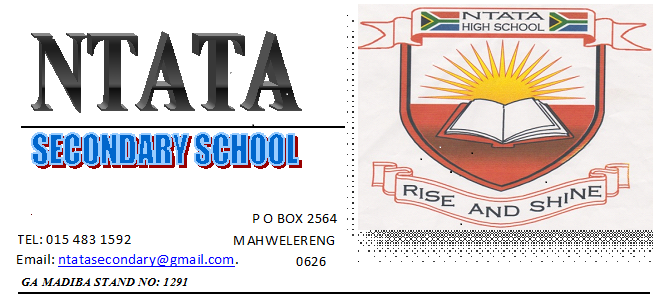 NTATA
SECONDARY SCHOOL
NTATA
HIGH SCHOOL
RISE AND SHINE
P O BOX 2564
TEL: 015 483 1592
MAHWELERENG
Email: ntatasecondary@gmail.com.
0626
GA MADIBA STAND NO: 1291